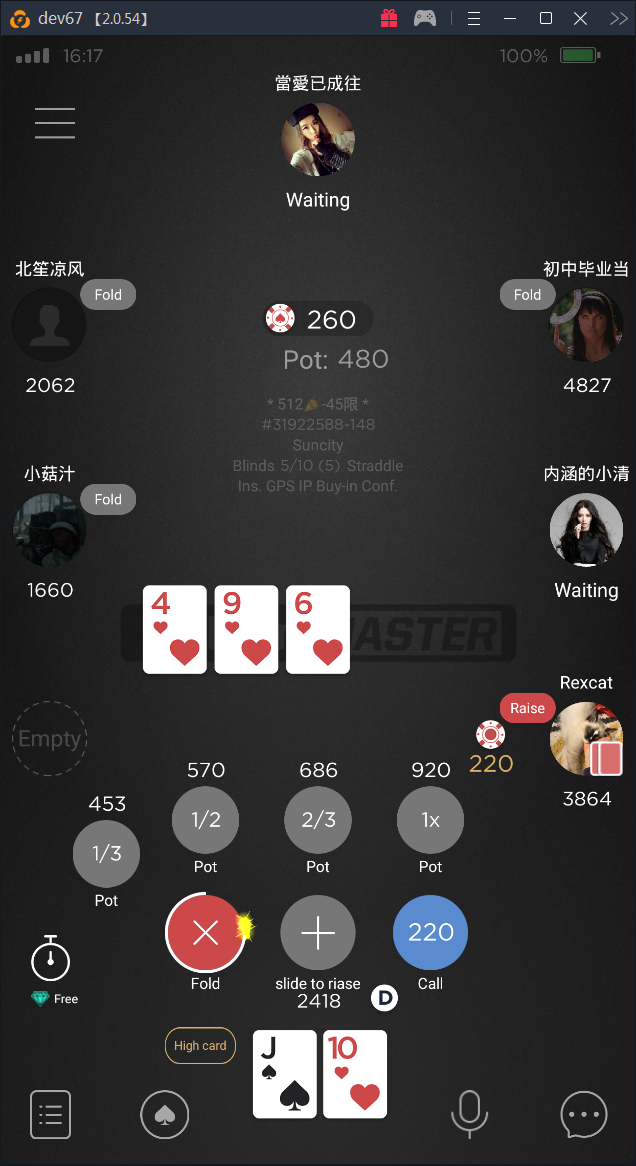 dev67 【2.0.54】
16:17
100%
當愛已成往
Waiting
北笙凉风
Fold
2062
初中毕业当
Fold
4827
260
Pot: 480
* 512 -45限 *
#31922588-148
Suncity
Blinds 5/10 (5) Straddle
Ins. GPS IP Buy-in Conf.
小菇汁
Fold
1660
内涵的小清
Waiting
4 9 6
ASTER
Rexcat
Raise
220
3864
Empty
453
1/3
Pot
570
1/2
Pot
686
2/3
Pot
920
1x
Pot
Free
Fold
slide to riase
2418
220
Call
D
High card
J 10